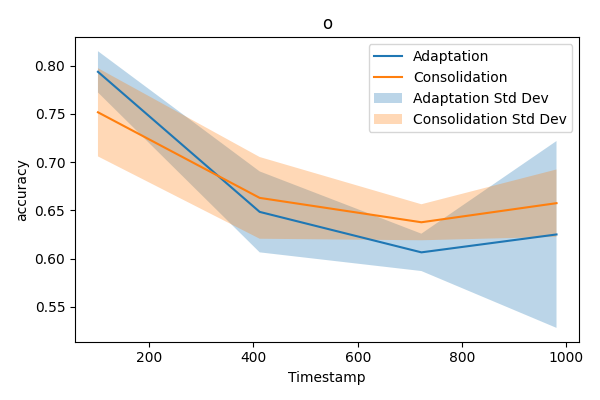 o
Adaptation
Consolidation
Adaptation Std Dev
Consolidation Std Dev
accuracy
0.80
0.75
0.70
0.65
0.60
0.55
200
400
600
800
1000
Timestamp